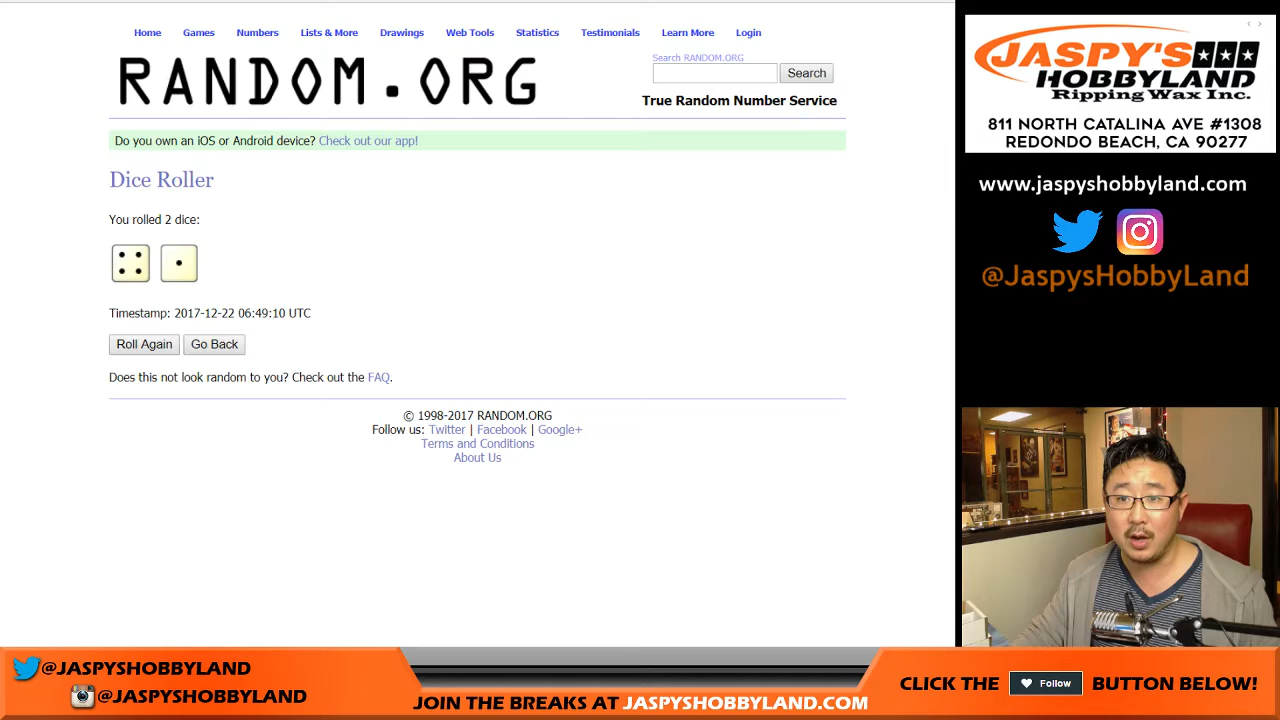 Home Games Numbers Lists & More Drawings Web Tools Statistics Testimonials Learn More Login
RANDOM.ORG
Search RANDOM.ORG
Search
True Random Number Service
Do you own an iOS or Android device? Check out our app!
Dice Roller
You rolled 2 dice:
Timestamp: 2017-12-22 06:49:10 UTC
Roll Again Go Back
Does this not look random to you? Check out the FAQ.
© 1998-2017 RANDOM.ORG
Follow us: Twitter | Facebook | Google+
Terms and Conditions
About Us
JASPY'S
HOBBYLAND
Ripping Wax Inc.
811 NORTH CATALINA AVE #1308
REDONDO BEACH, CA 90277
www.jaspyshobbyland.com
@JaspysHobbyLand
@JASPYSHOBBYLAND
@JASPYSHOBBYLAND
JOIN THE BREAKS AT JASPYSHOBBYLAND.COM
CLICK THE Follow BUTTON BELOW!